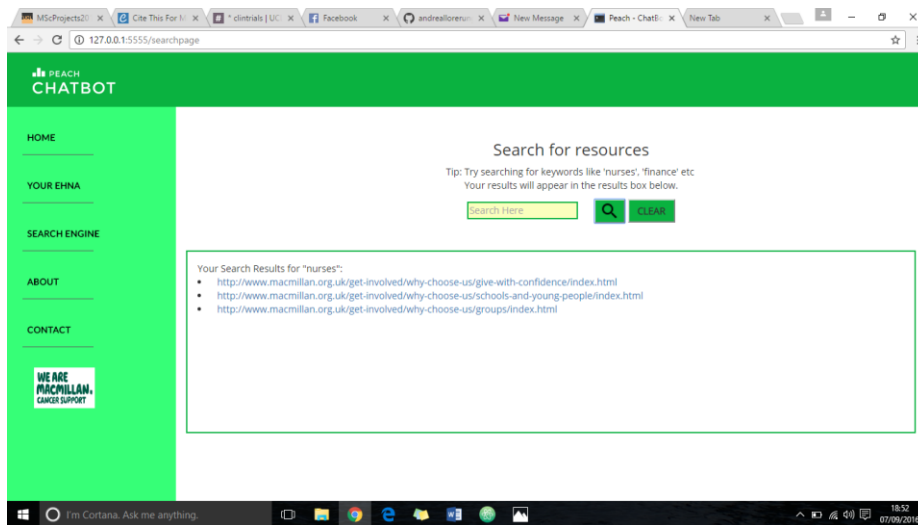 MScProjects20
Cite This For M
* clintrials | UC
Facebook
andreallorerun
New Message
Peach - ChatBo
New Tab
127.0.0.1:5555/searchpage
PEACH
CHATBOT
HOME
YOUR EHNA
SEARCH ENGINE
ABOUT
CONTACT
WE ARE
MACMILLAN.
CANCER SUPPORT
Search for resources
Tip: Try searching for keywords like 'nurses', 'finance' etc
Your results will appear in the results box below.
Search Here
CLEAR
Your Search Results for "nurses":
• http://www.macmillan.org.uk/get-involved/why-choose-us/give-with-confidence/index.html
• http://www.macmillan.org.uk/get-involved/why-choose-us/schools-and-young-people/index.html
• http://www.macmillan.org.uk/get-involved/why-choose-us/groups/index.html
I'm Cortana. Ask me anything.
18:52
07/09/2016